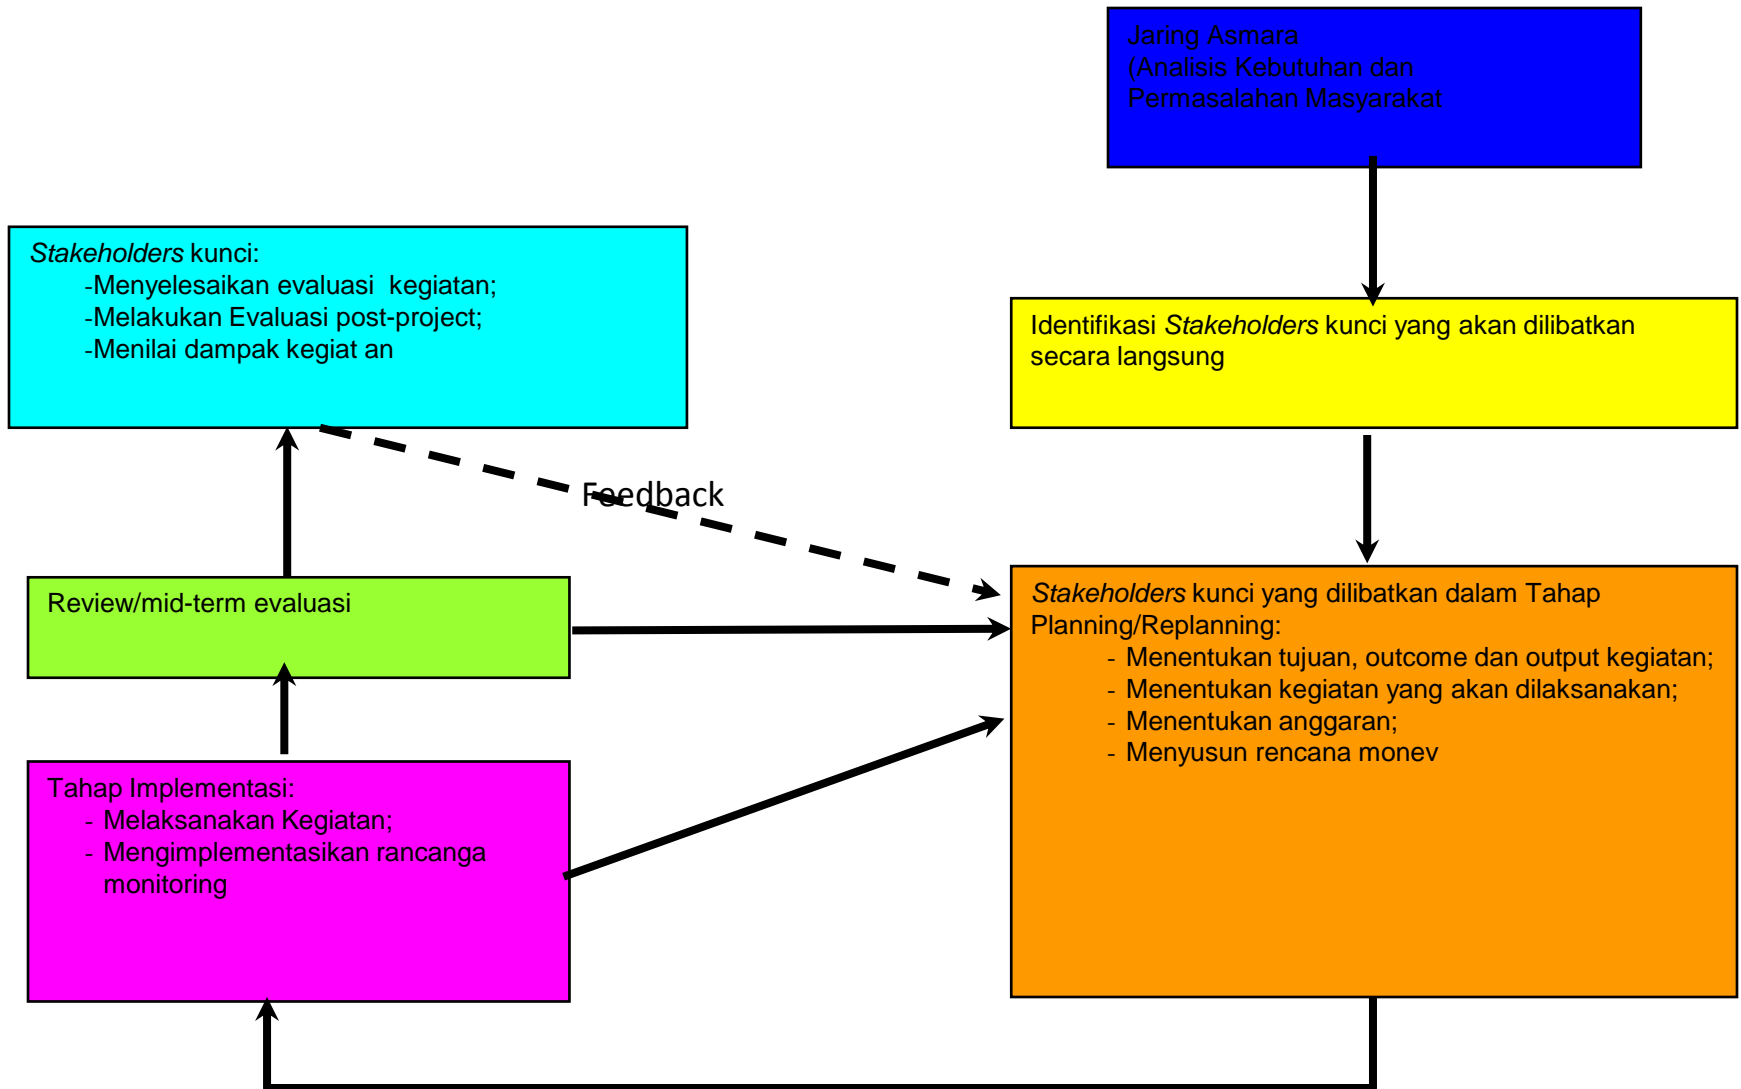 Jaring Asmara
(Analisis Kebutuhan dan
Permasalahan Masyarakat
Stakeholders kunci:
-Menyelesaikan evaluasi  kegiatan;
-Melakukan Evaluasi post-project;
-Menilai dampak kegiat an
Identifikasi Stakeholders kunci yang akan dilibatkan
secara langsung
Feedback
Review/mid-term evaluasi
Stakeholders kunci yang dilibatkan dalam Tahap
Planning/Replanning:
- Menentukan tujuan, outcome dan output kegiatan;
- Menentukan kegiatan yang akan dilaksanakan;
- Menentukan anggaran;
- Menyusun rencana monev
Tahap Implementasi:
- Melaksanakan Kegiatan;
- Mengimplementasikan rancanga
monitoring